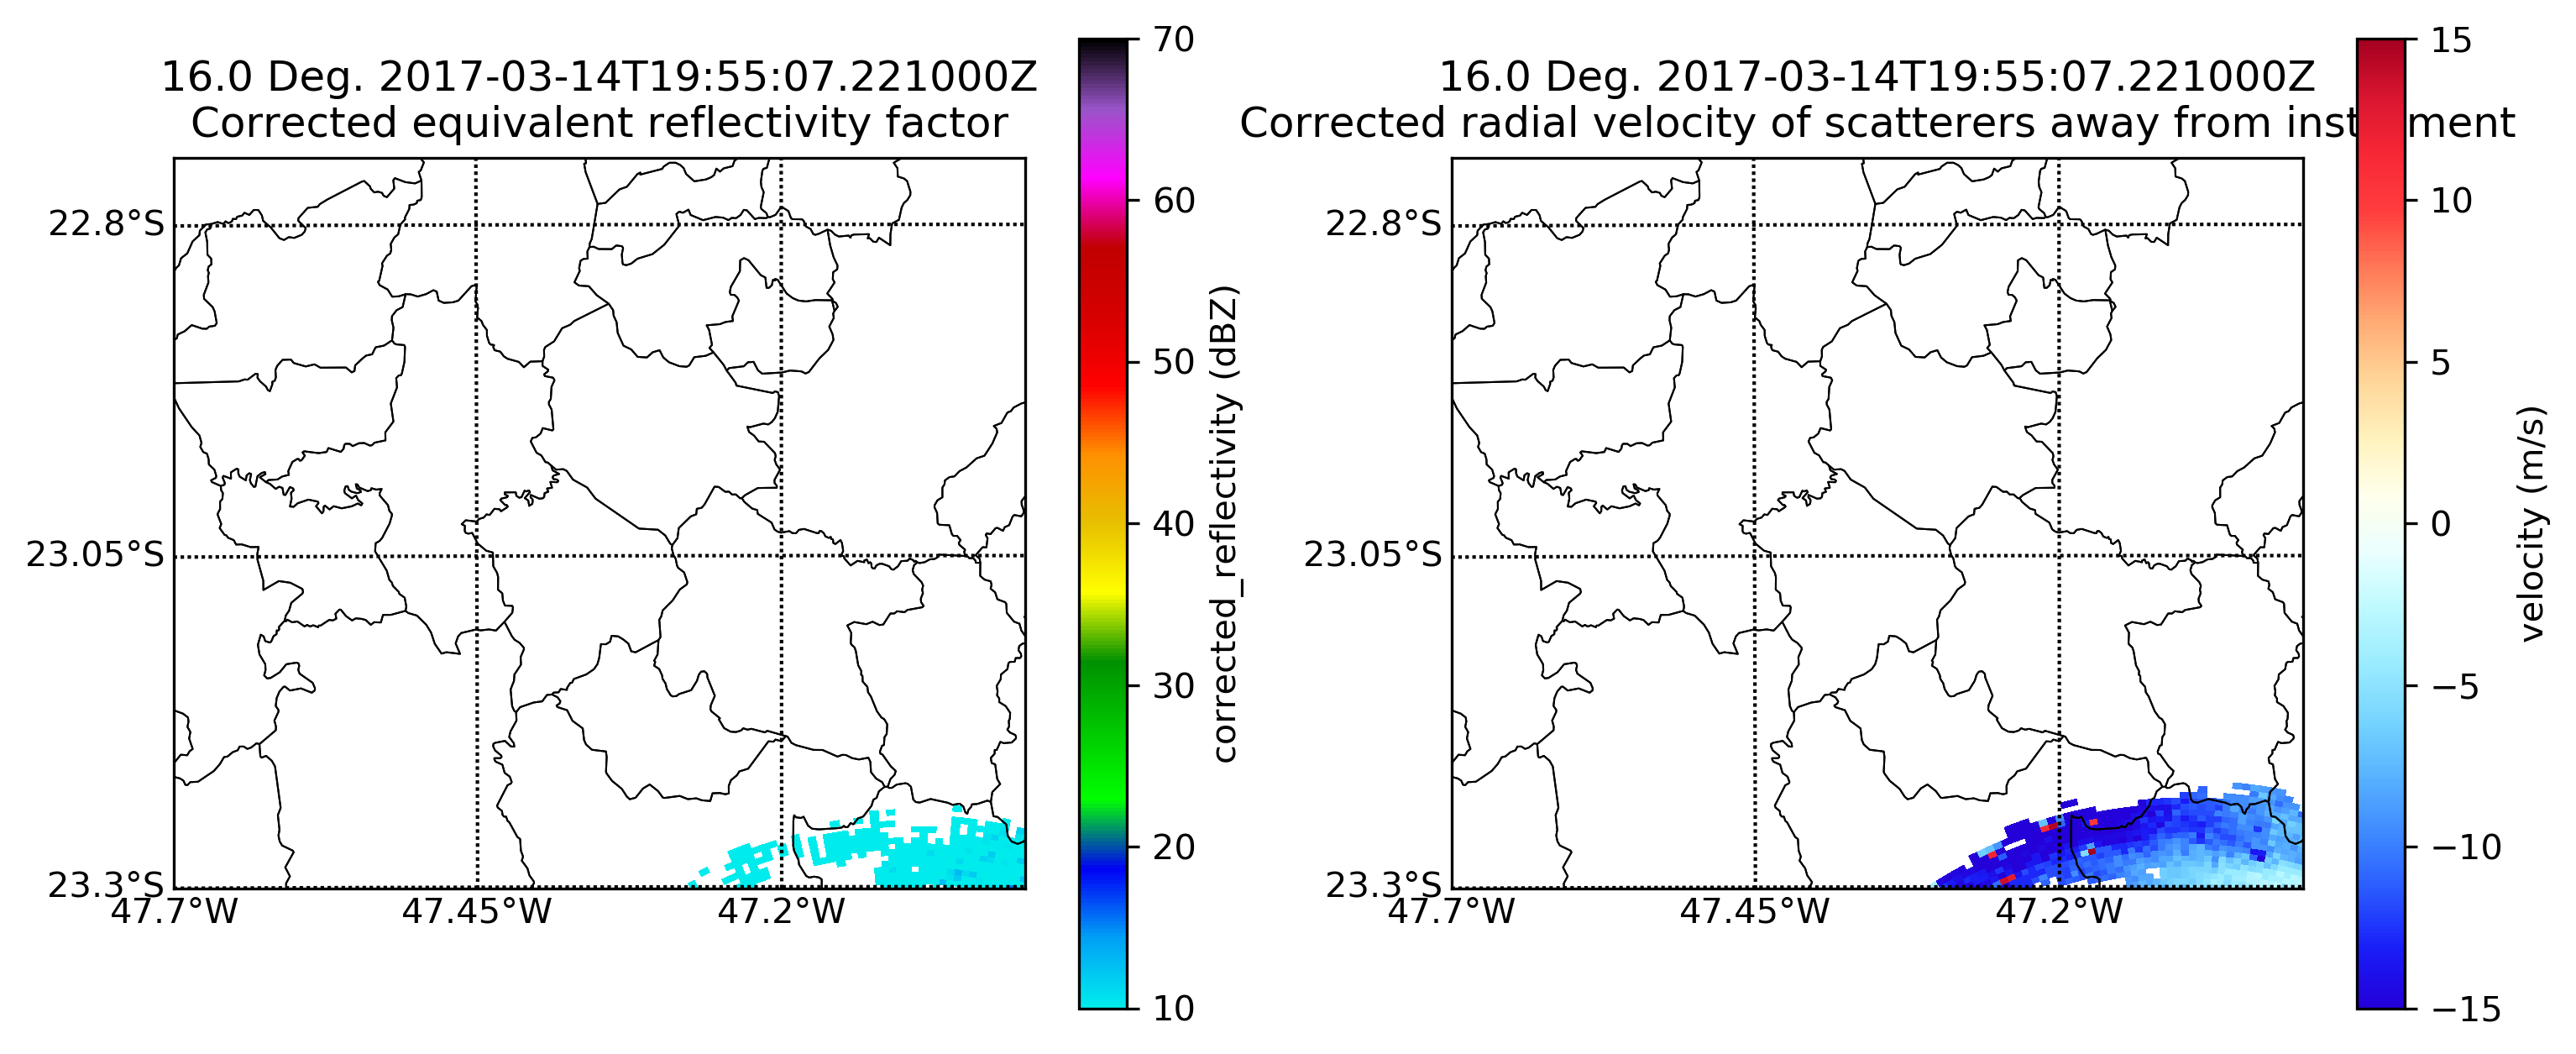 16.0 Deg. 2017-03-14T19:55:07.221000Z
Corrected equivalent reflectivity factor
22.8°S
23.05°S
23.3°S
47.7°W
47.45°W
47.2°W
70
60
50
40
30
20
10
corrected_reflectivity (dBZ)
16.0 Deg. 2017-03-14T19:55:07.221000Z
Corrected radial velocity of scatterers away from inst ment
22.8°S
23.05°S
23.3°S
47.7°W
47.45°W
47.2°W
15
10
5
0
−5
−10
−15
velocity (m/s)